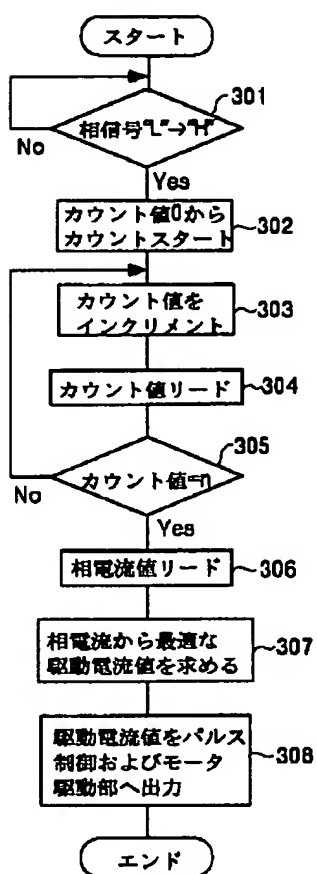 スタート
301
相信号"L"→"H"
No
Yes
カウント値0から
カウントスタート
302
カウント値を
インクリメント
303
カウント値リード
304
305
カウント値=n
No
Yes
相電流値リード
306
相電流から最適な
駆動電流値を求める
307
駆動電流値をパルス
制御およびモータ
駆動部へ出力
308
エンド